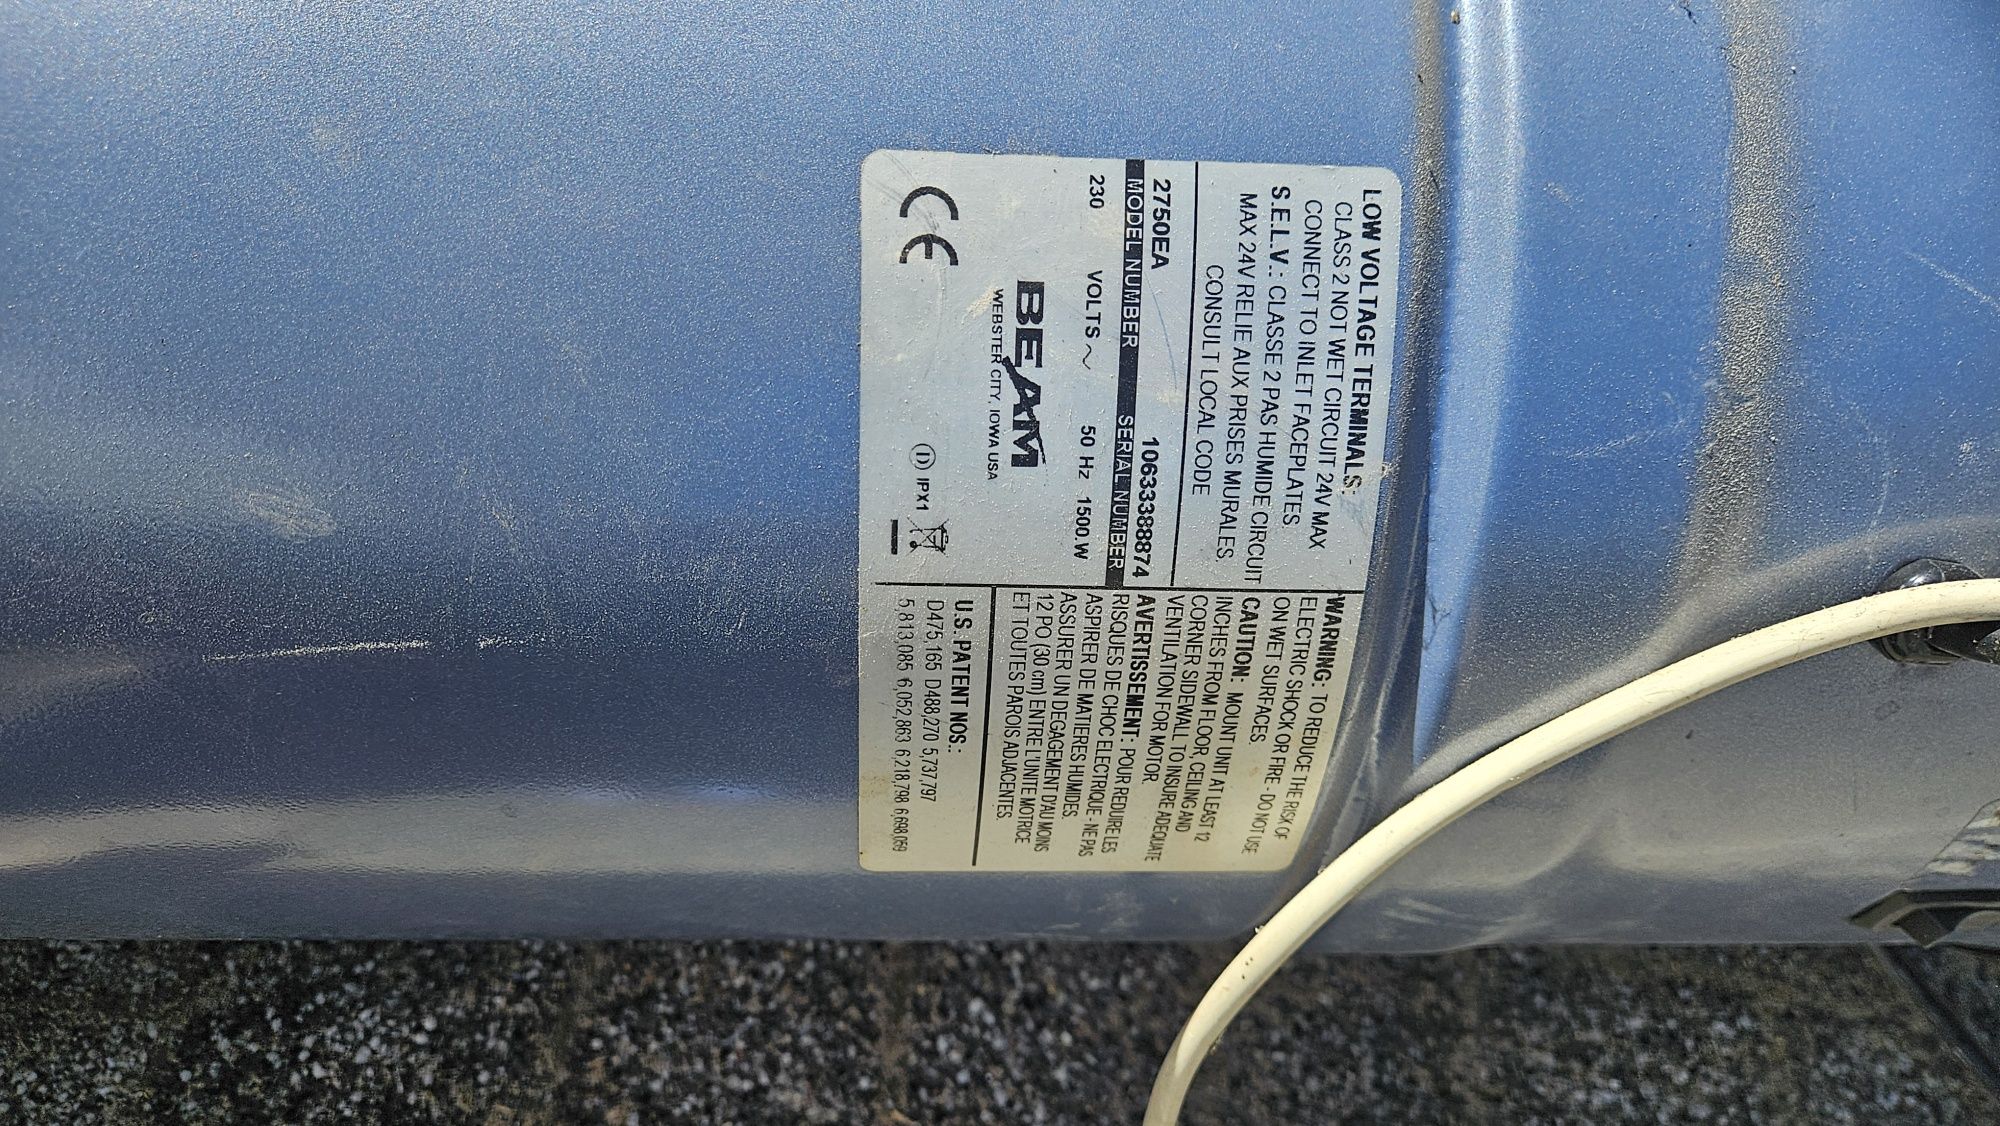 LOW VOLTAGE TERMINALS:
CLASS 2 NOT WET CIRCUIT 24V MAX
CONNECT TO INLET FACEPLATES.
S.E.L.V.: CLASSE 2 PAS HUMIDE CIRCUIT
MAX 24V RELIE AUX PRISES MURALES.
CONSULT LOCAL CODE
2750EA 10633388874
MODEL NUMBER SERIAL NUMBER
230 VOLTS ~ 50 Hz 1500.W
BEAM
WEBSTER CITY, IOWA USA
CE D IPX1
WARNING: TO REDUCE THE RISK OF
ELECTRIC SHOCK OR FIRE - DO NOT USE
ON WET SURFACES.
CAUTION: MOUNT UNIT AT LEAST 12
INCHES FROM FLOOR, CEILING AND
CORNER SIDEWALL TO INSURE ADEQUATE
VENTILATION FOR MOTOR.
AVERTISSEMENT: POUR REDUIRE LES
RISQUES DE CHOC ELECTRIQUE - NE PAS
ASPIRER DE MATIERES HUMIDES.
ASSURER UN DEGAGEMENT D'AU MOINS
12 PO (30 cm) ENTRE L'UNITE MOTRICE
ET TOUTES PAROIS ADJACENTES.
U.S. PATENT NOS.:
D475,165 D488,270 5,737,797
5,813,085 6,052,863 6,218,798 6,698,059